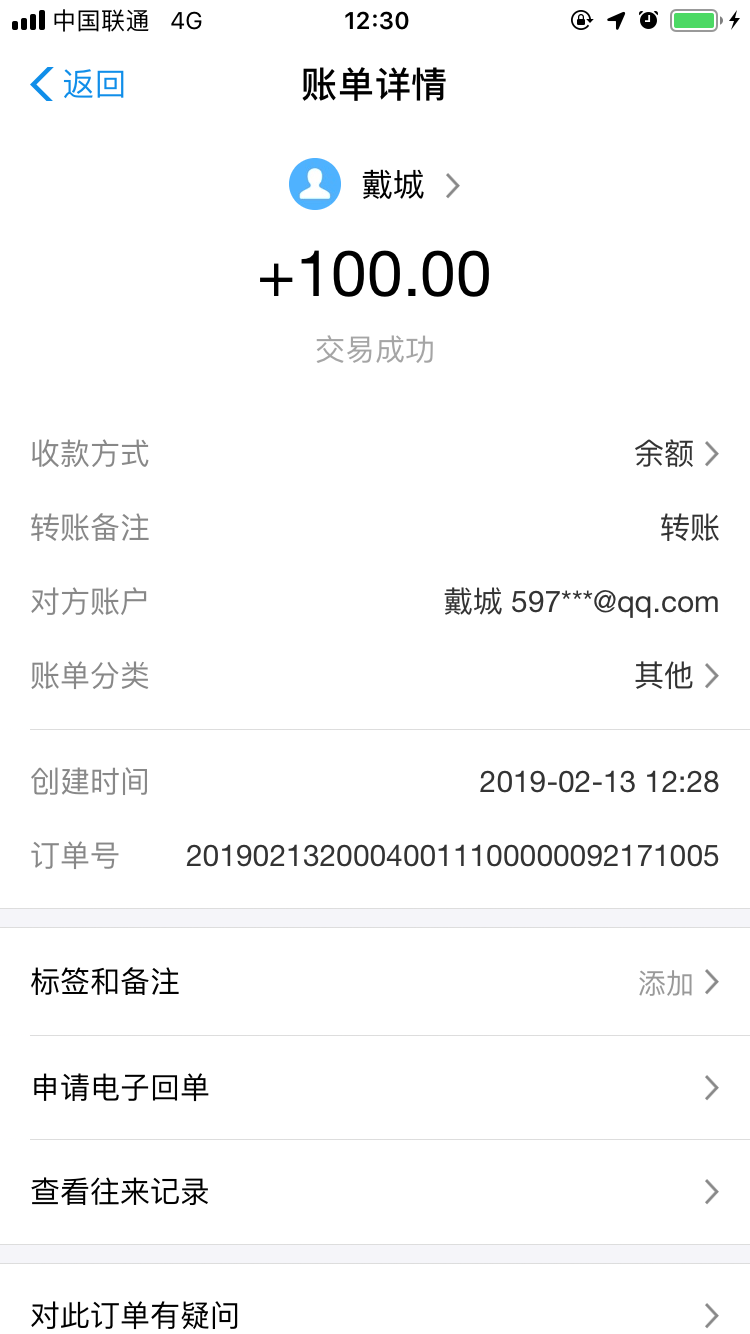 中国联通 4G 12:30
返回 账单详情
戴城
+100.00
交易成功
收款方式 余额
转账备注 转账
对方账户 戴城 597***@qq.com
账单分类 其他
创建时间 2019-02-13 12:28
订单号 20190213200040011100000092171005
标签和备注 添加
申请电子回单
查看往来记录
对此订单有疑问